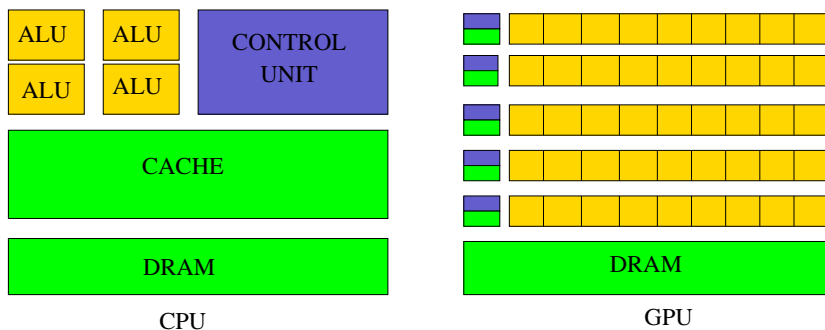 ALU
ALU
ALU
ALU
CONTROL
UNIT
CACHE
DRAM
CPU
DRAM
GPU